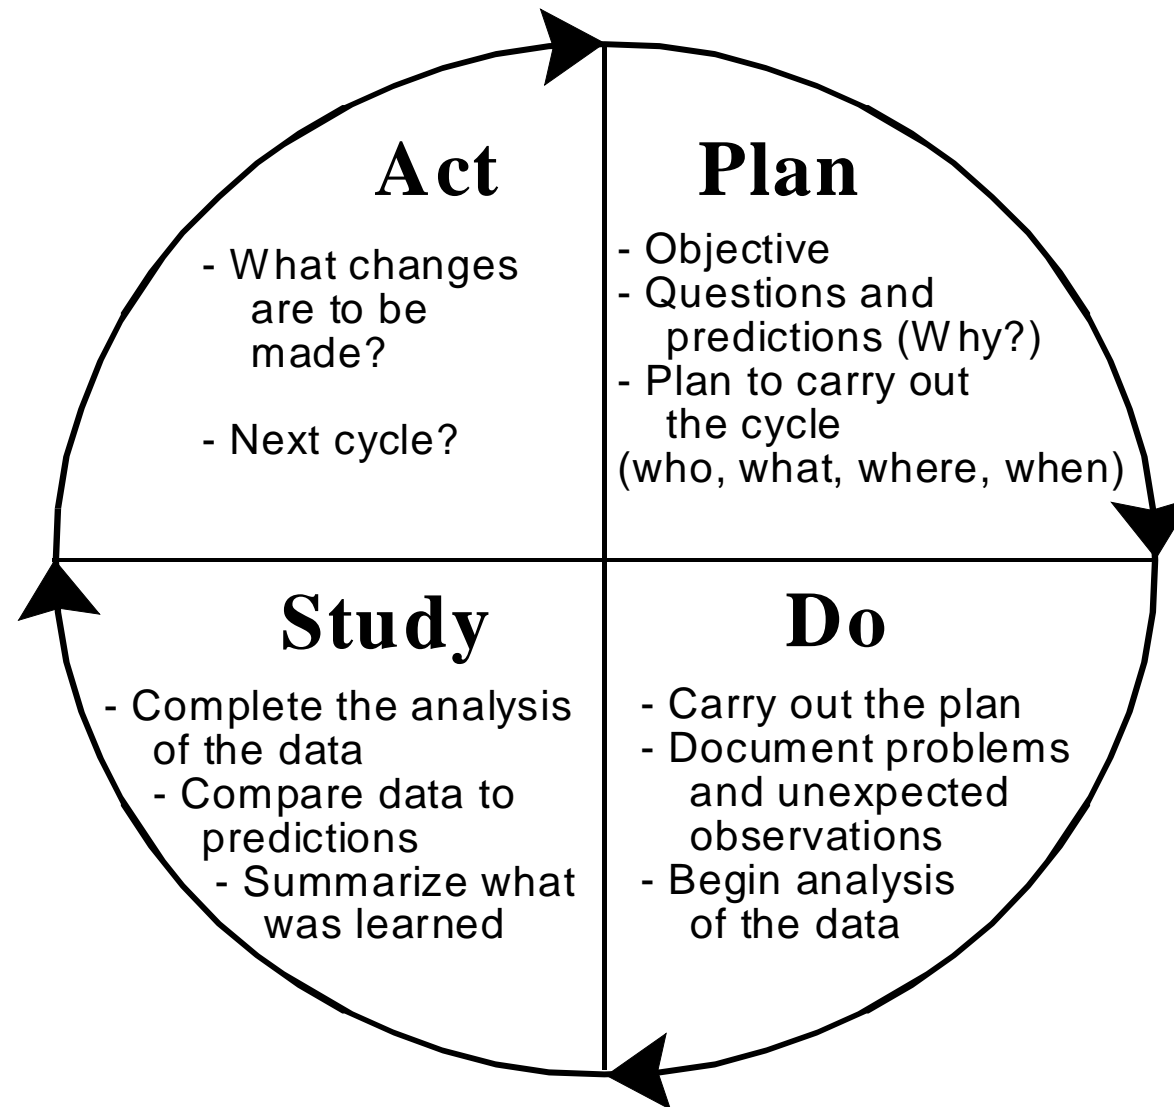 Act
- What changes
are to be
made?
- Next cycle?
Plan
- Objective
- Questions and
predictions (Why?)
- Plan to carry out
the cycle
(who, what, where, when)
Study
- Complete the analysis
of the data
- Compare data to
predictions
- Summarize what
was learned
Do
- Carry out the plan
- Document problems
and unexpected
observations
- Begin analysis
of the data